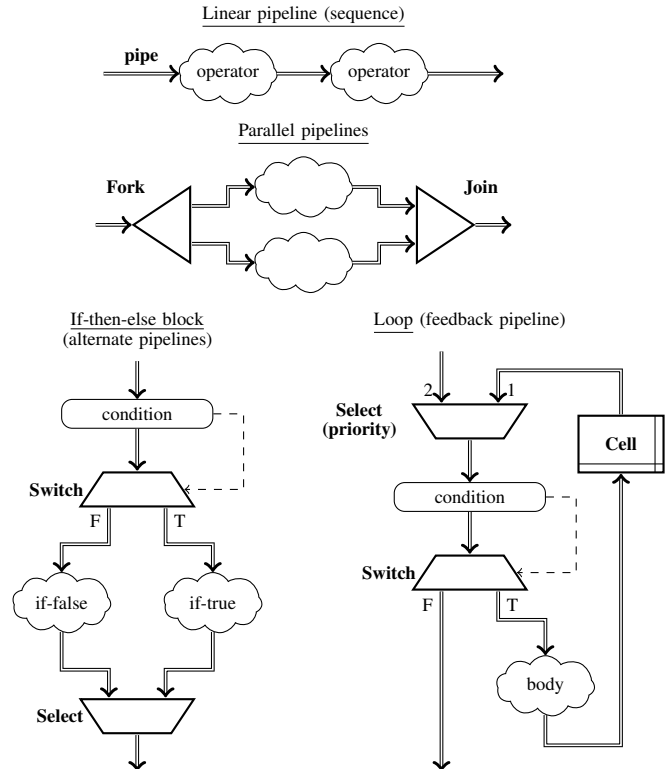 Linear pipeline (sequence)
pipe
operator
operator
Parallel pipelines
Fork
Join
If-then-else block
(alternate pipelines)
condition
Switch
F
T
if-false
if-true
Select
Loop (feedback pipeline)
2
1
Select
(priority)
Cell
condition
Switch
F
T
body